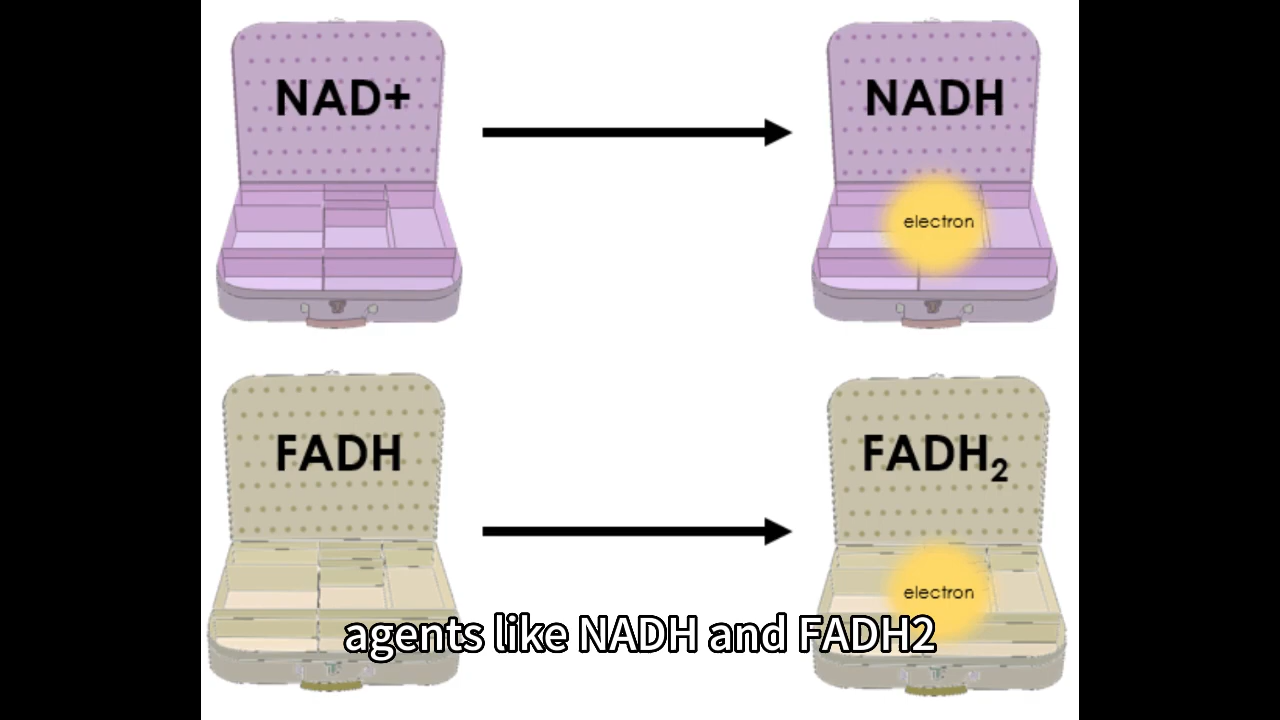 NAD+
NADH
electron
FADH
FADH₂
electron
agents like NADH and FADH2